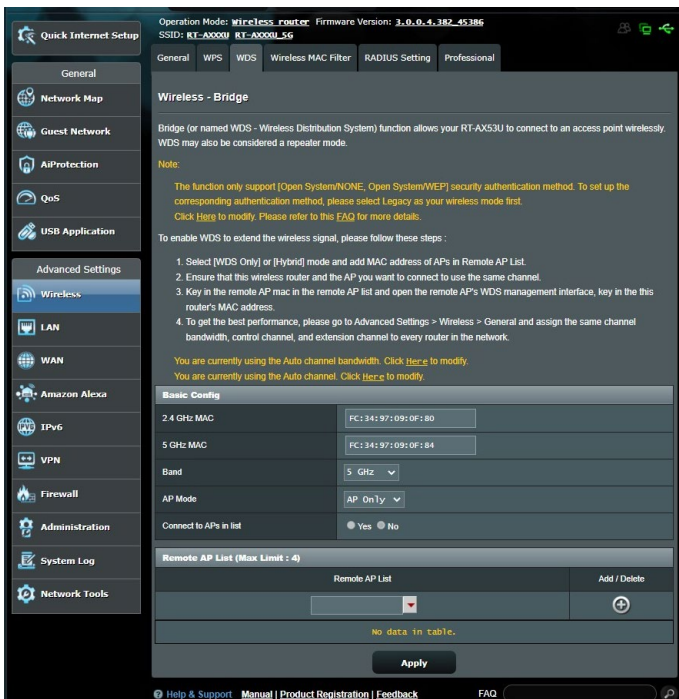 Operation Mode: Wireless router Firmware Version: 3.0.0.4.382_45386
SSID: RT-AXXXU RT-AXXXU_5G
Quick Internet Setup
General
Network Map
Guest Network
AiProtection
QoS
USB Application
Advanced Settings
Wireless
LAN
WAN
Amazon Alexa
IPv6
VPN
Firewall
Administration
System Log
Network Tools
General WPS WDS Wireless MAC Filter RADIUS Setting Professional
Wireless - Bridge
Bridge (or named WDS - Wireless Distribution System) function allows your RT-AX53U to connect to an access point wirelessly.
WDS may also be considered a repeater mode.
Note:
The function only support [Open System/NONE, Open System/WEP] security authentication method. To set up the
corresponding authentication method, please select Legacy as your wireless mode first.
Click Here to modify. Please refer to this FAQ for more details.
To enable WDS to extend the wireless signal, please follow these steps :
1. Select [WDS Only] or [Hybrid] mode and add MAC address of APs in Remote AP List.
2. Ensure that this wireless router and the AP you want to connect to use the same channel.
3. Key in the remote AP mac in the remote AP list and open the remote AP's WDS management interface, key in the this
router's MAC address.
4. To get the best performance, please go to Advanced Settings > Wireless > General and assign the same channel
bandwidth, control channel, and extension channel to every router in the network.
You are currently using the Auto channel bandwidth. Click Here to modify.
You are currently using the Auto channel. Click Here to modify.
Basic Config
2.4 GHz MAC FC:34:97:09:0F:80
5 GHz MAC FC:34:97:09:0F:84
Band 5 GHz
AP Mode AP Only
Connect to APs in list Yes No
Remote AP List (Max Limit : 4)
Remote AP List Add / Delete
No data in table.
Apply
Help & Support Manual | Product Registration | Feedback FAQ